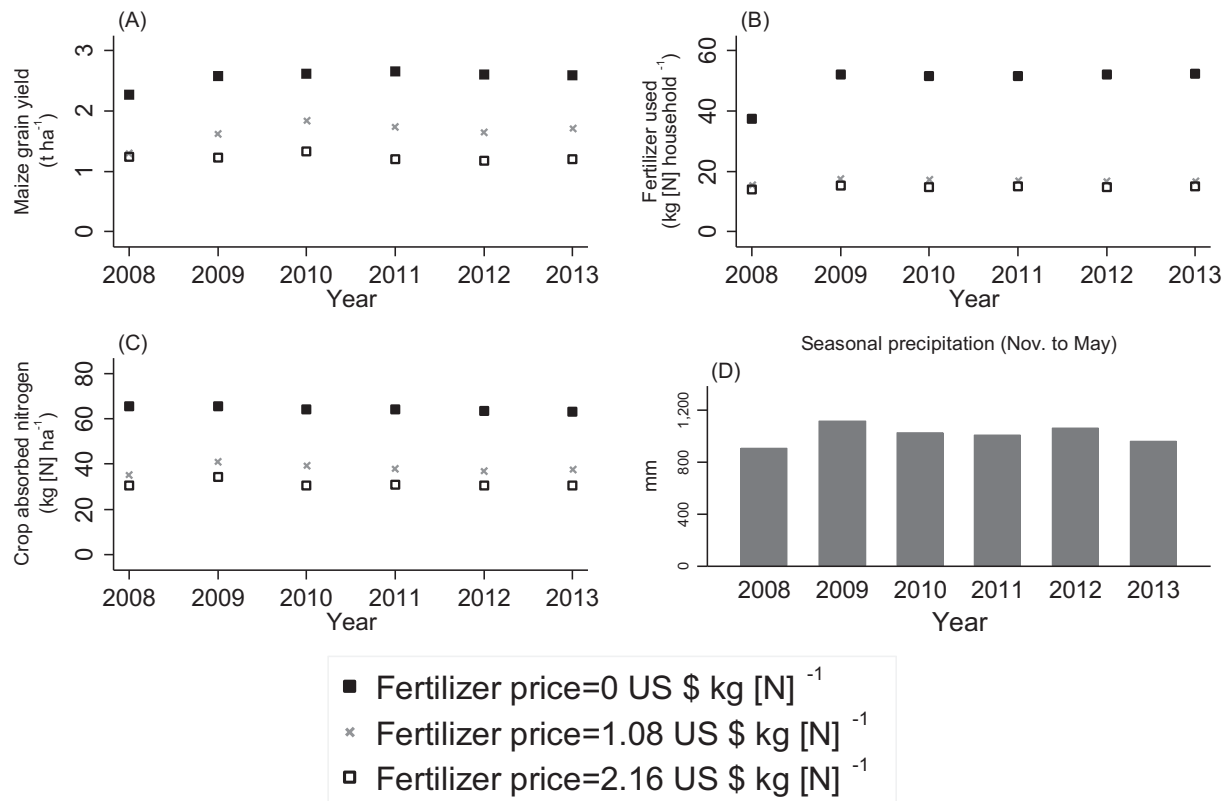 (A)
Maize grain yield
(t ha-1)
3
2
1
0
2008 2009 2010 2011 2012 2013
Year
(B)
Fertilizer used
(kg [N] household -1)
60
40
20
0
2008 2009 2010 2011 2012 2013
Year
(C)
Crop absorbed nitrogen
(kg [N] ha-1)
80
60
40
20
0
2008 2009 2010 2011 2012 2013
Year
Seasonal precipitation (Nov. to May)
(D)
mm
1,200
800
400
0
2008 2009 2010 2011 2012 2013
Year
Fertilizer price=0 US $ kg [N] -1
Fertilizer price=1.08 US $ kg [N] -1
Fertilizer price=2.16 US $ kg [N] -1